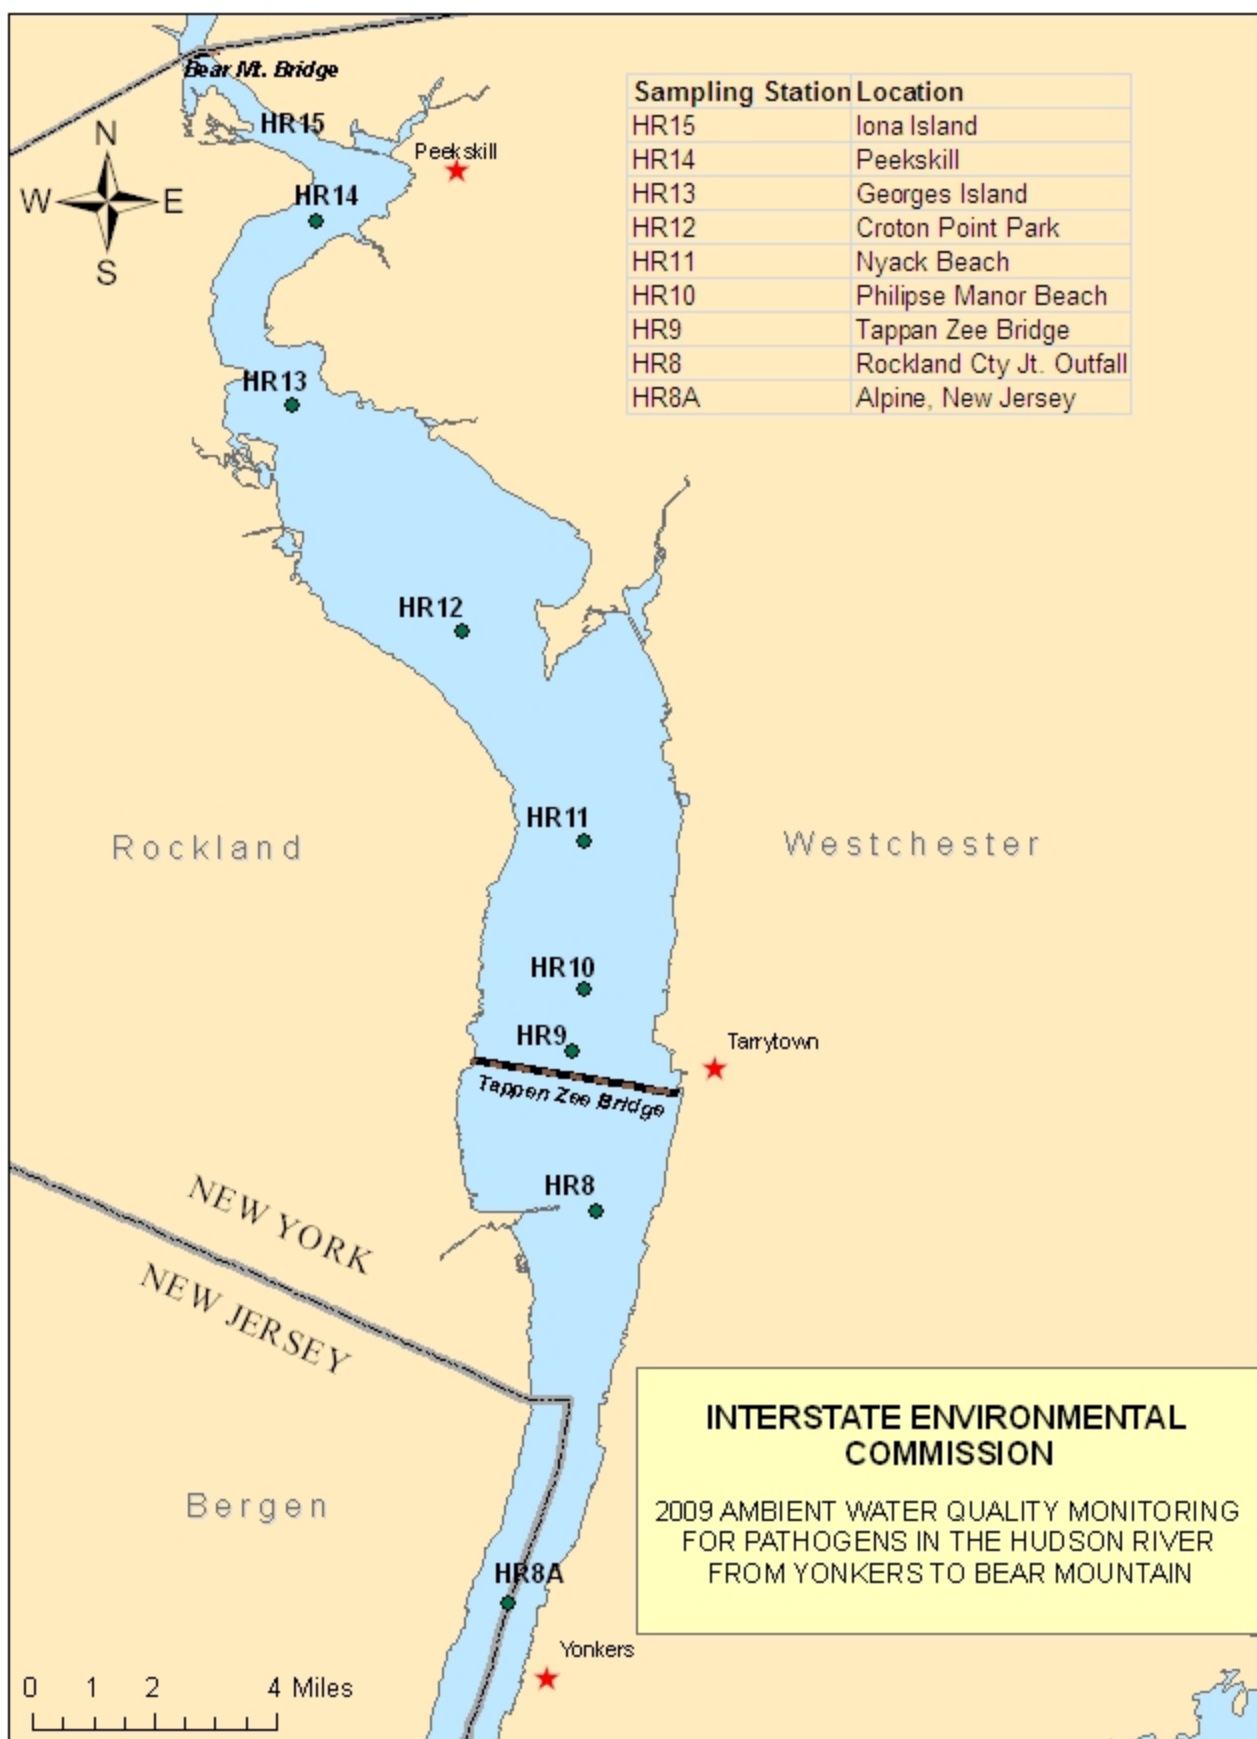 Bear Mt. Bridge
HR15
Peekskill
N
W
E
S
HR14
Sampling Station Location
HR15 Iona Island
HR14 Peekskill
HR13 Georges Island
HR12 Croton Point Park
HR11 Nyack Beach
HR10 Philipse Manor Beach
HR9 Tappan Zee Bridge
HR8 Rockland Cty Jt. Outfall
HR8A Alpine, New Jersey
HR13
HR12
HR11
Rockland
Westchester
HR10
HR9
Tarrytown
Tappen Zee Bridge
HR8
NEW YORK
NEW JERSEY
INTERSTATE ENVIRONMENTAL
COMMISSION
2009 AMBIENT WATER QUALITY MONITORING
FOR PATHOGENS IN THE HUDSON RIVER
FROM YONKERS TO BEAR MOUNTAIN
Bergen
HR8A
Yonkers
0 1 2 4 Miles